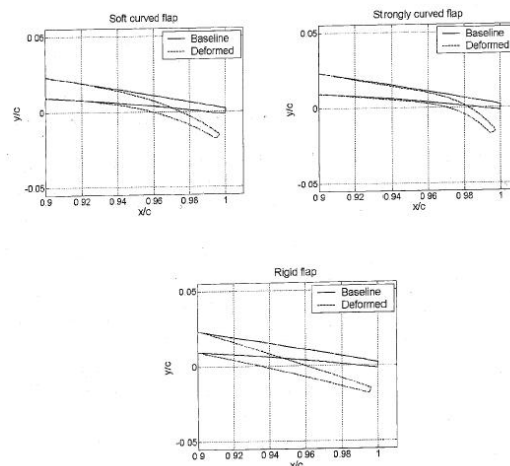 Soft curved flap
0.05
0
-0.05
y/c
Baseline
Deformed
0.9 0.92 0.94 0.96 0.98 1
x/c
Strongly curved flap
0.05
0
-0.05
y/c
Baseline
Deformed
0.9 0.92 0.94 0.96 0.98 1
x/c
Rigid flap
0.05
0
-0.05
y/c
Baseline
Deformed
0.9 0.92 0.94 0.96 0.98 1
x/c